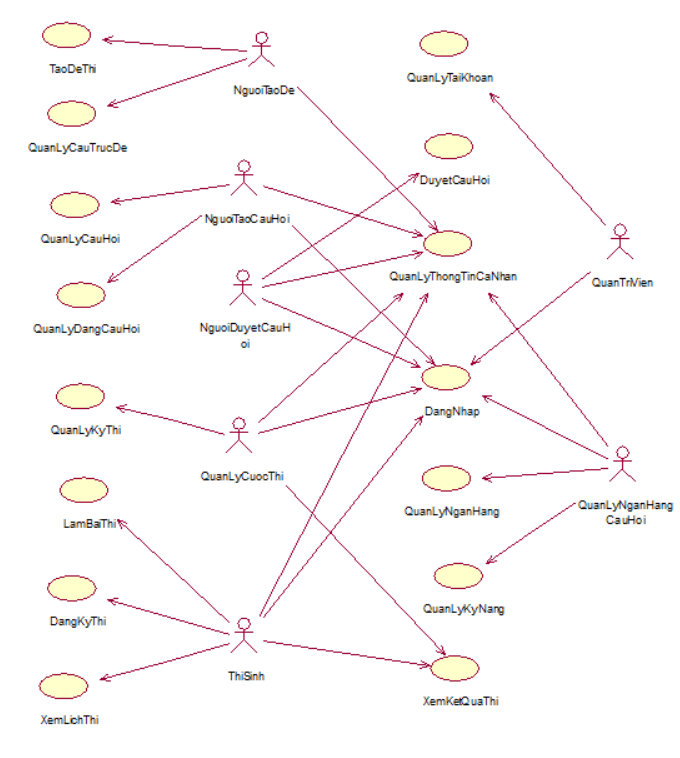 TaoDeThi
NguoiTaoDe
QuanLyTaiKhoan
QuanLyCauTrucDe
DuyetCauHoi
QuanLyCauHoi
NguoiTaoCauHoi
QuanLyThongTinCaNhan
QuanTriVien
QuanLyDangCauHoi
NguoiDuyetCauH
oi
QuanLyKyThi
DangNhap
QuanLyCuocThi
LamBaiThi
QuanLyNganHang
QuanLyNganHang
CauHoi
DangKyThi
QuanLyKyNang
ThiSinh
XemLichThi
XemKetQuaThi